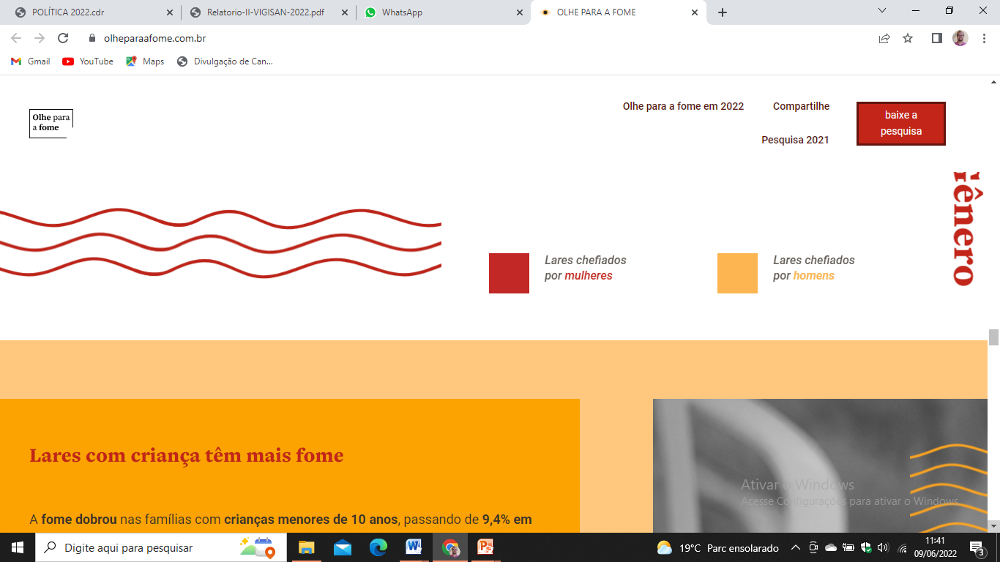 POLÍTICA 2022.cdr
Relatorio-II-VIGISAN-2022.pdf
WhatsApp
OLHE PARA A FOME
olheparaafome.com.br
Gmail
YouTube
Maps
Divulgação de Can...
Olhe para
a fome
Olhe para a fome em 2022
Compartilhe
Pesquisa 2021
baixe a
pesquisa
Lares chefiados
por mulheres
Lares chefiados
por homens
Lares com criança têm mais fome
A fome dobrou nas famílias com crianças menores de 10 anos, passando de 9,4% em
Ativar o Windows
Acesse Configurações para ativar o Windows.
Digite aqui para pesquisar
19°C Parc ensolarado
11:41
09/06/2022
3